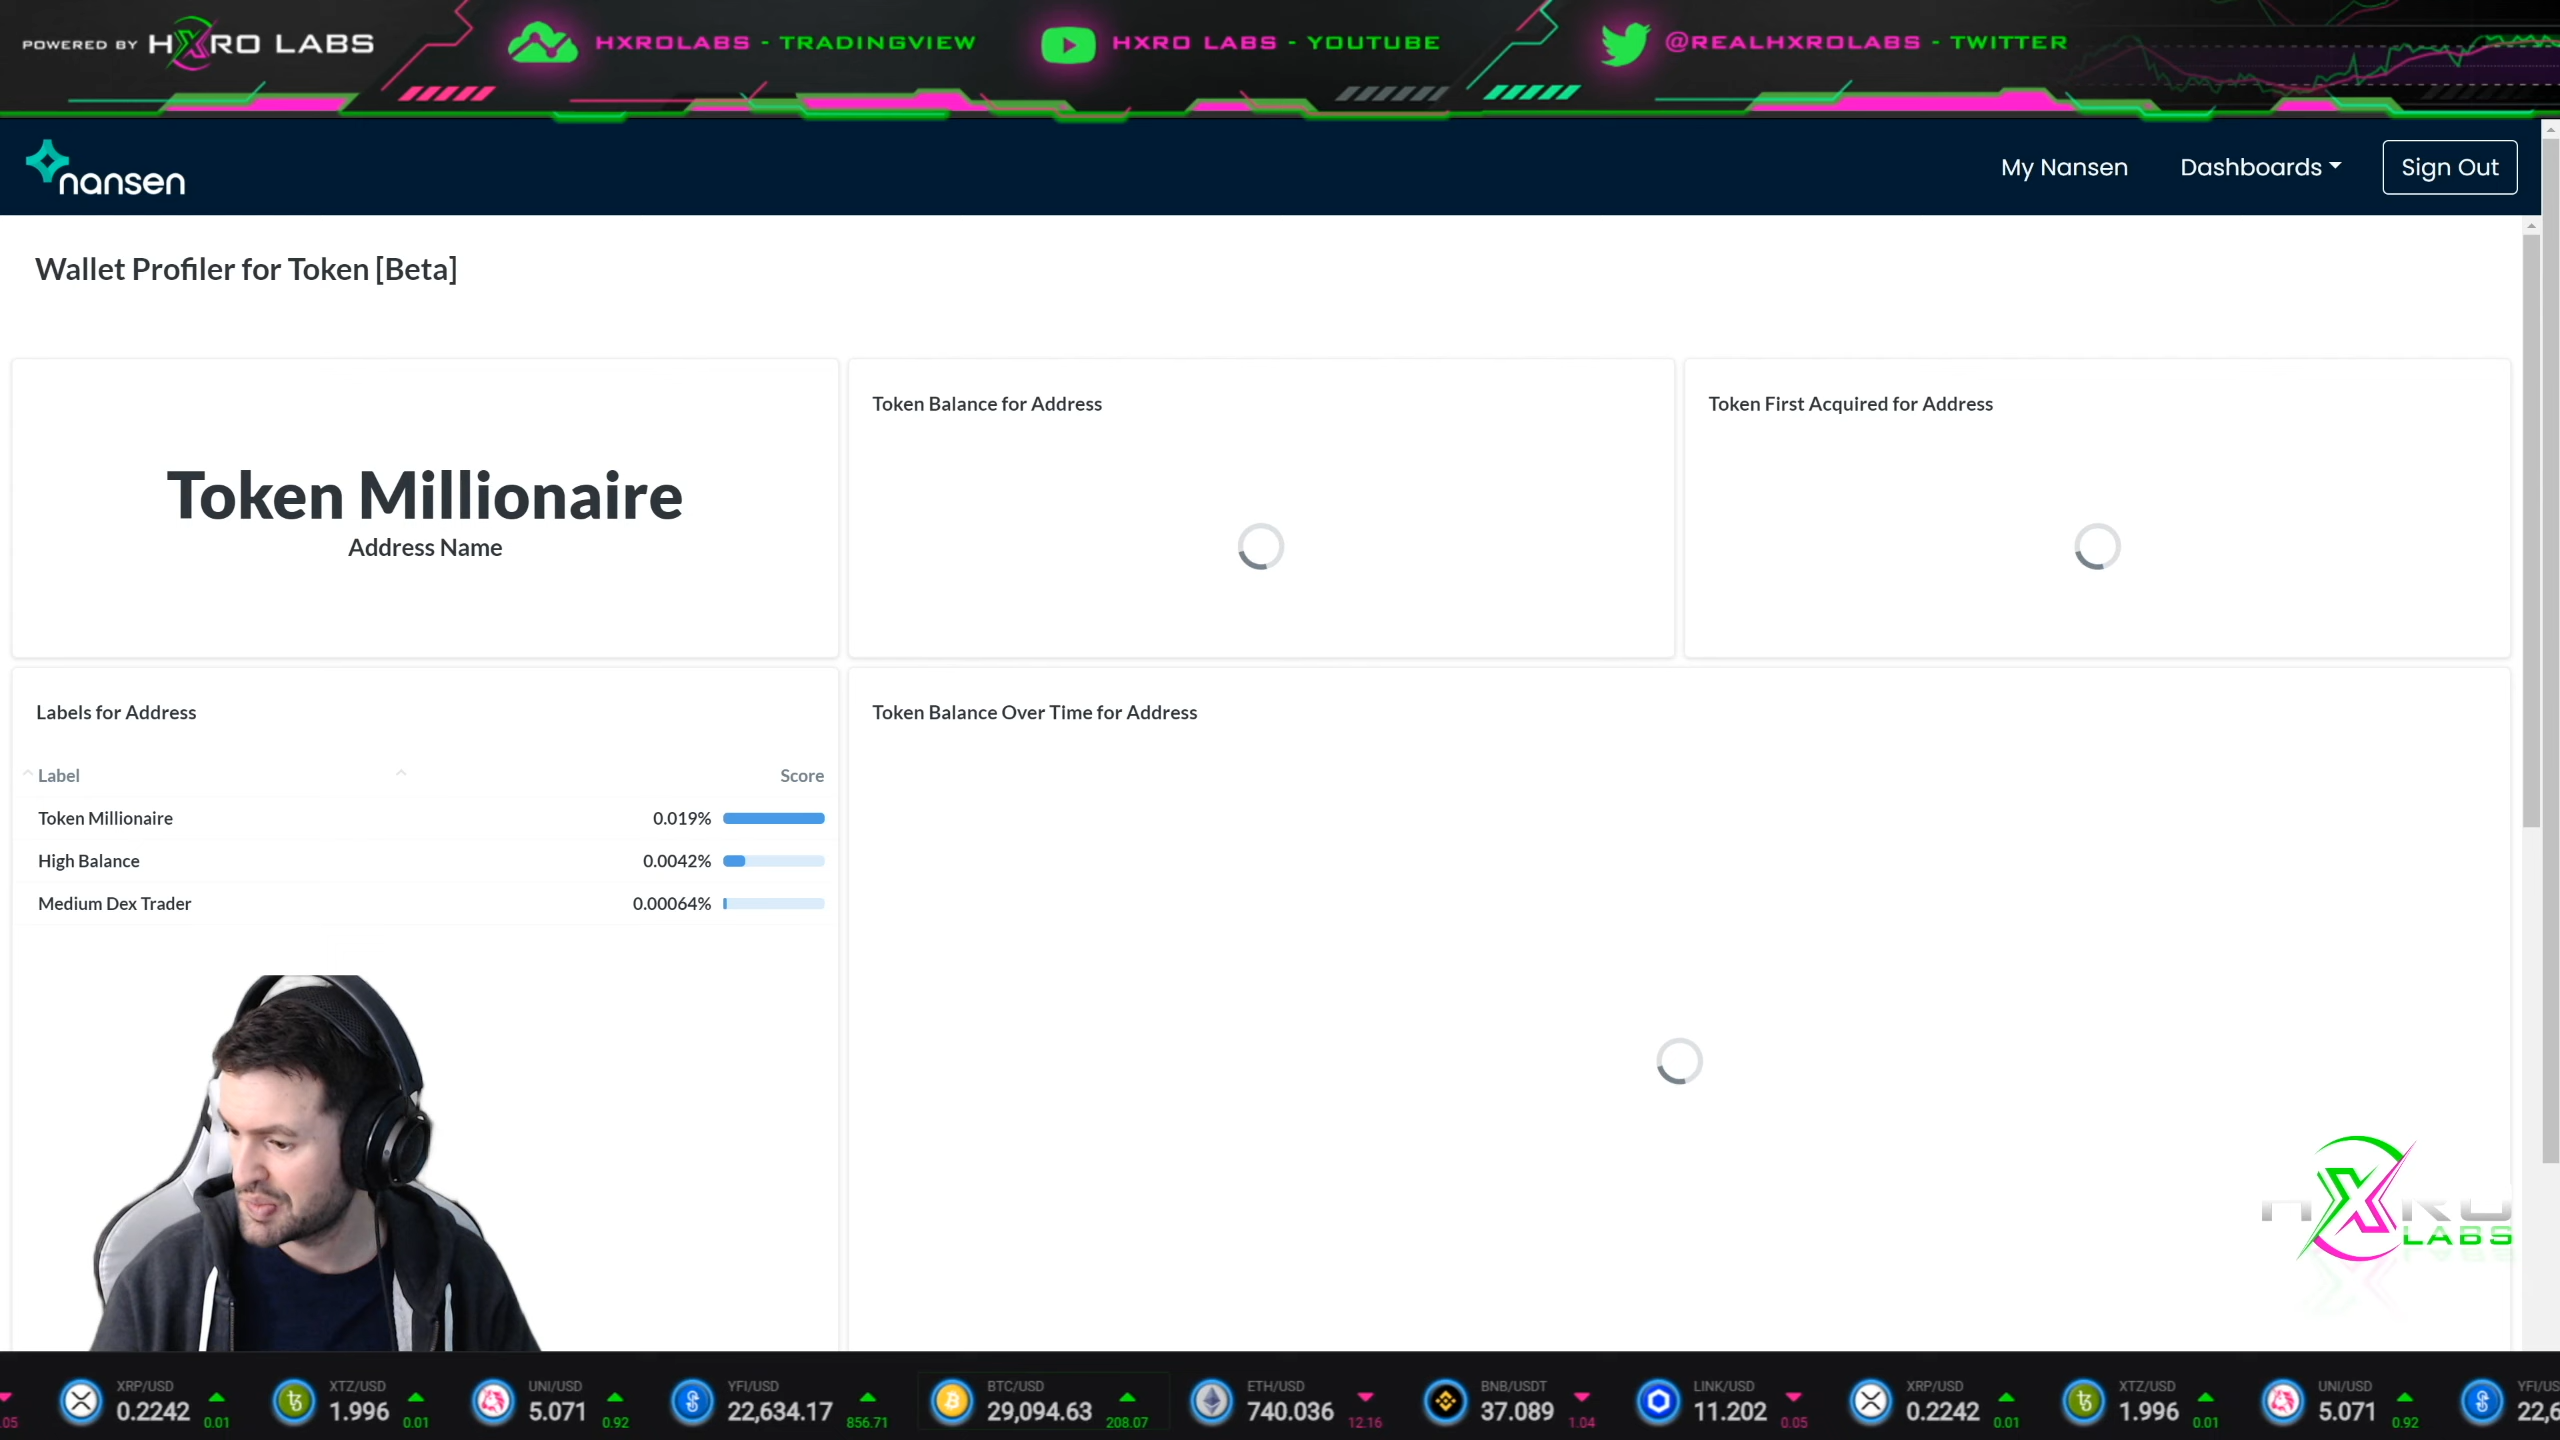 POWERED BY HXRO LABS
HXROLABS - TRADINGVIEW
HXRO LABS - YOUTUBE
@REALHXROLABS - TWITTER
nansen
My Nansen
Dashboards
Sign Out
Wallet Profiler for Token [Beta]
Token Millionaire
Address Name
Token Balance for Address
Token First Acquired for Address
Labels for Address
Label
Score
Token Millionaire
0.019%
High Balance
0.0042%
Medium Dex Trader
0.00064%
Token Balance Over Time for Address
HXRO
LABS
.05
XRP/USD
0.2242
0.01
XTZ/USD
1.996
0.01
UNI/USD
5.071
0.92
YFI/USD
22,634.17
856.71
BTC/USD
29,094.63
208.07
ETH/USD
740.036
12.16
BNB/USDT
37.089
1.04
LINK/USD
11.202
0.05
XRP/USD
0.2242
0.01
XTZ/USD
1.996
0.01
UNI/USD
5.071
0.92
YFI/US
22,6